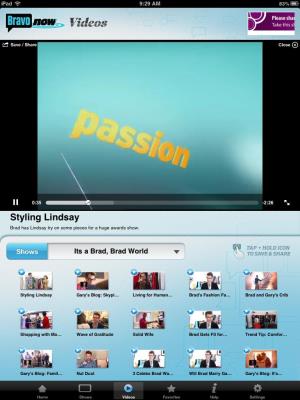 iPad 9:29 AM 83%
Bravo now Videos
Please shar
Take this s
Save / Share Close
passion
0:35 -2:26
Styling Lindsay
Brad has Lindsay try on some pieces for a huge awards show.
Shows Its a Brad, Brad World TAP + HOLD ICON
TO SAVE & SHARE
Styling Lindsay Gary's Blog: Skypi... Living for Human... Brad's Fashion Fa... Brad and Gary's Crib
Shopping with Ma... Wave of Gratitude Solid Wife Brad Gets Fit for... Trend Tip: Comfor...
Gary's Blog: Famil... Nut Duet 3 Celebs Brad W... Will Brad Marry Ga... Gary's Blog: It's...
Home Shows Videos Favorites Help Settings